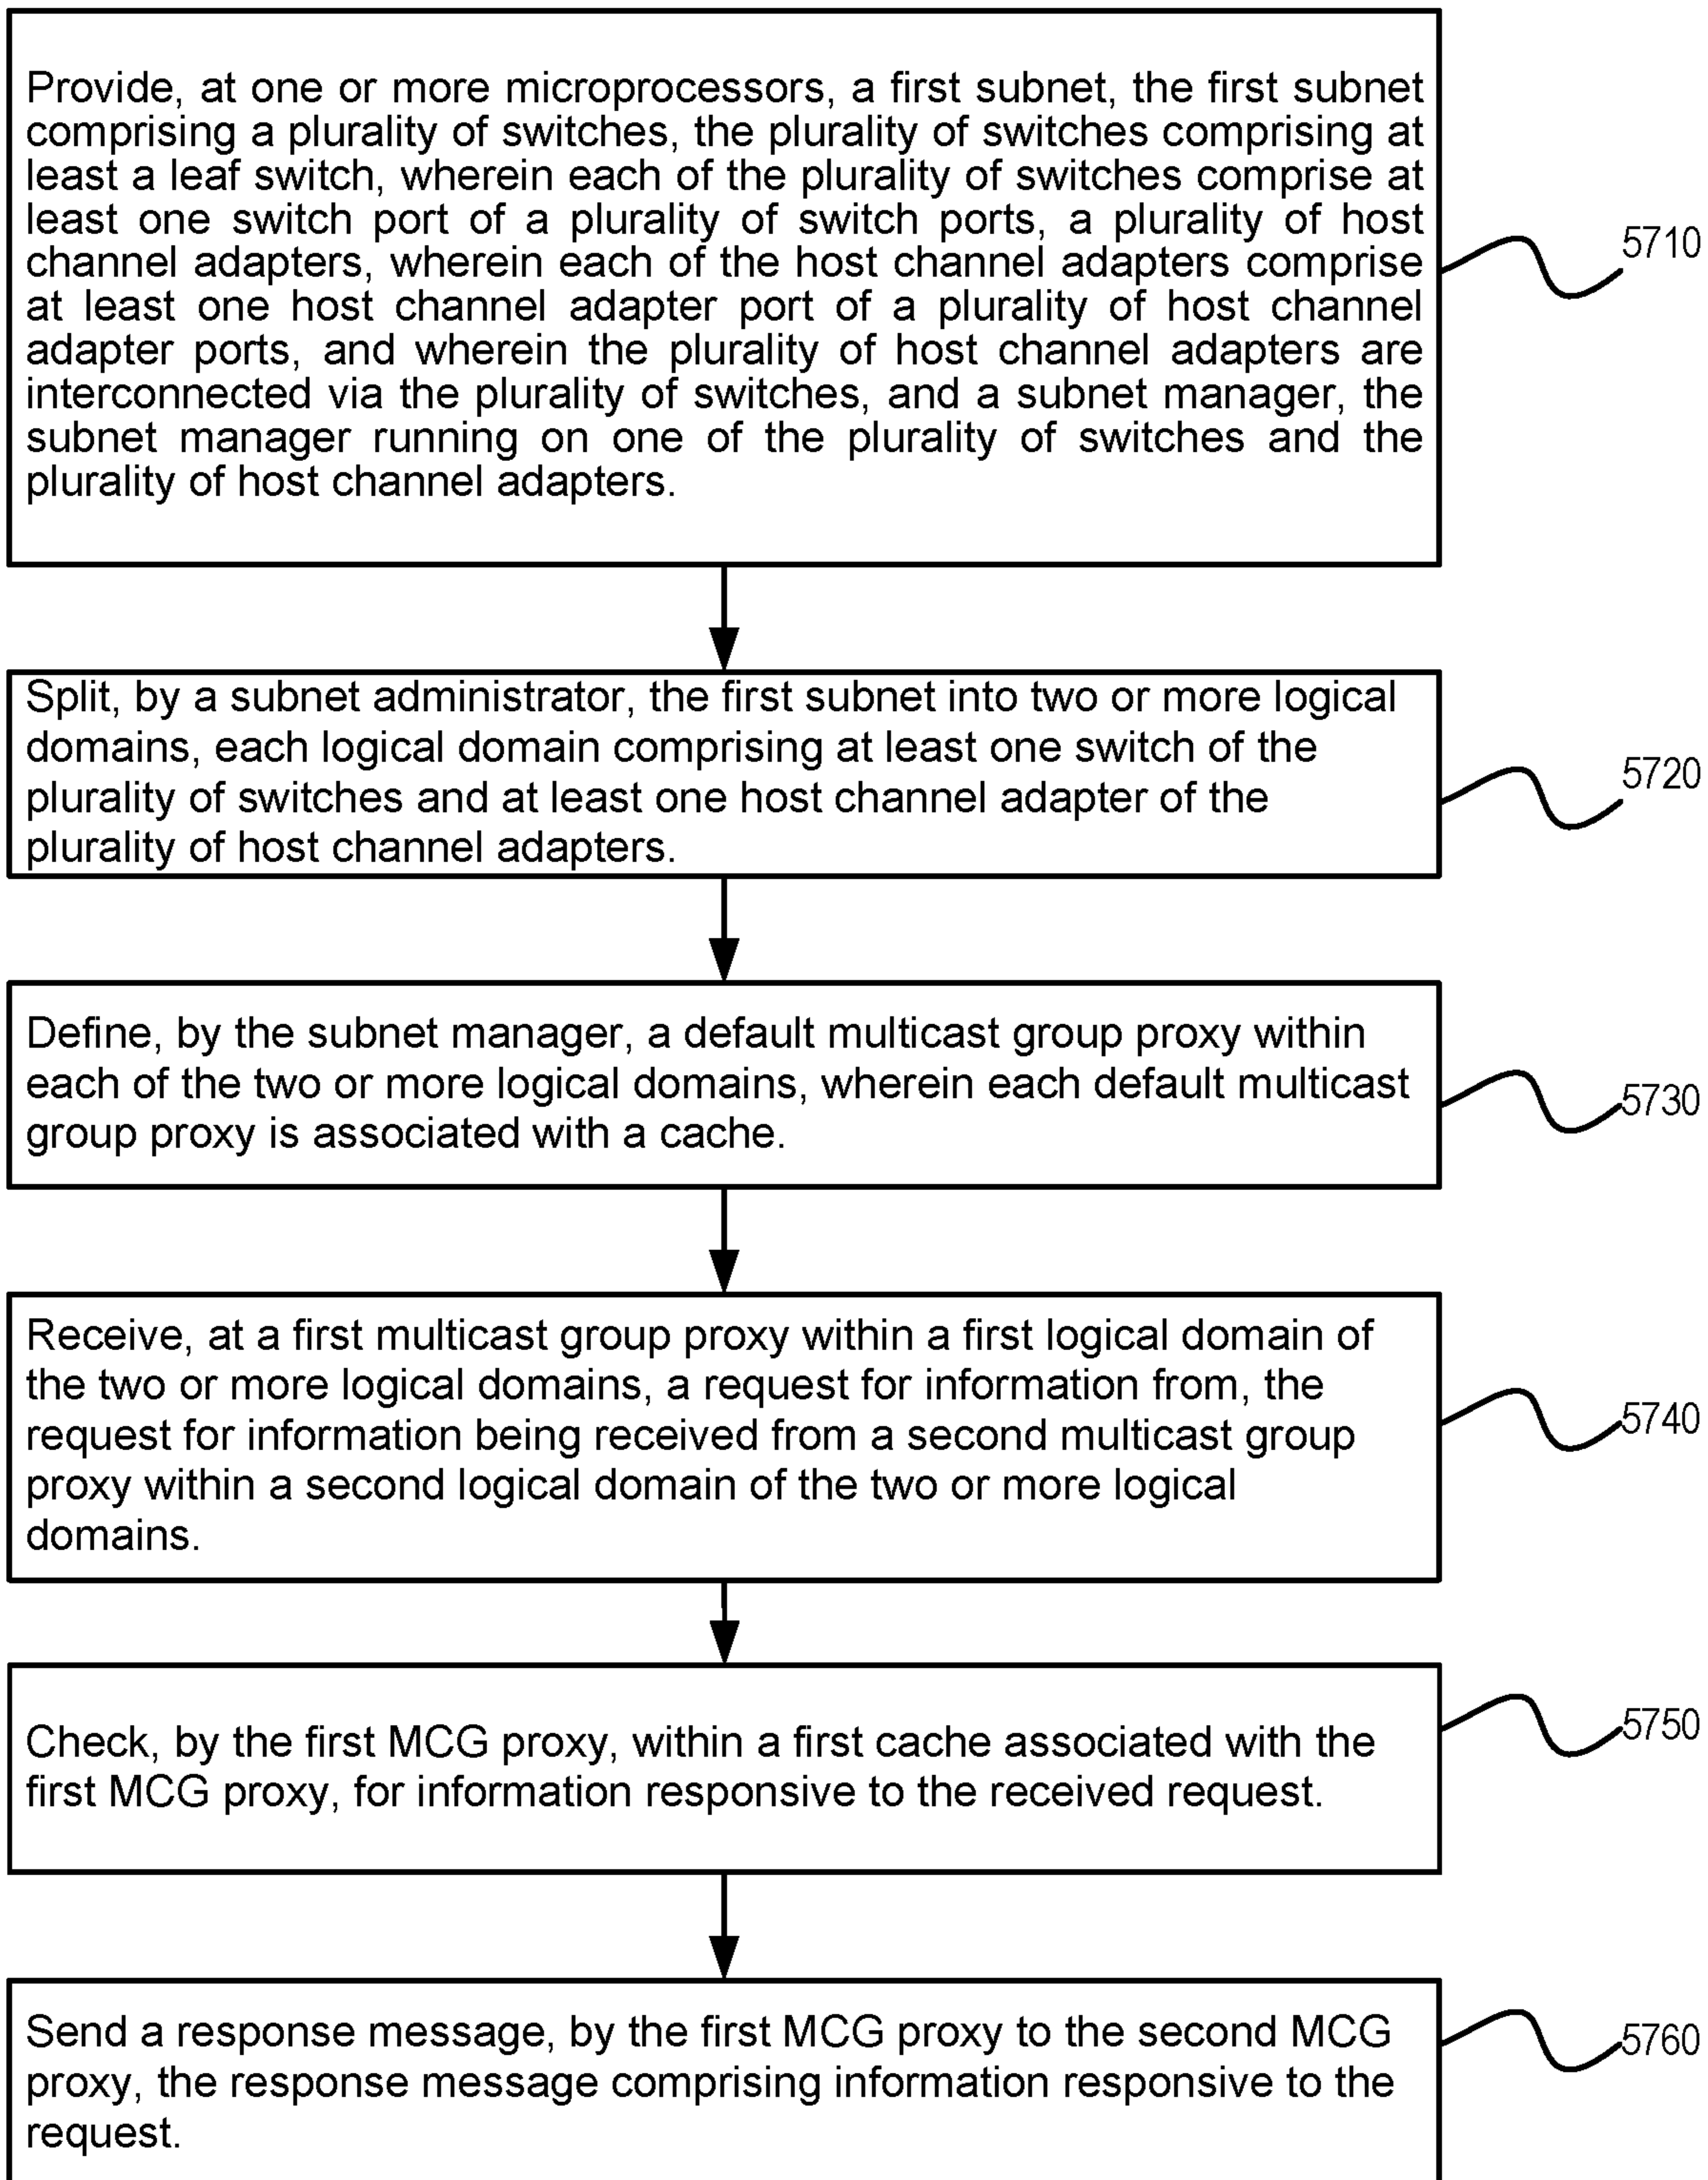 Provide, at one or more microprocessors, a first subnet, the first subnet
comprising a plurality of switches, the plurality of switches comprising at
least a leaf switch, wherein each of the plurality of switches comprise at
least one switch port of a plurality of switch ports, a plurality of host
channel adapters, wherein each of the host channel adapters comprise
at least one host channel adapter port of a plurality of host channel
adapter ports, and wherein the plurality of host channel adapters are
interconnected via the plurality of switches, and a subnet manager, the
subnet manager running on one of the plurality of switches and the
plurality of host channel adapters.
5710
Split, by a subnet administrator, the first subnet into two or more logical
domains, each logical domain comprising at least one switch of the
plurality of switches and at least one host channel adapter of the
plurality of host channel adapters.
5720
Define, by the subnet manager, a default multicast group proxy within
each of the two or more logical domains, wherein each default multicast
group proxy is associated with a cache.
5730
Receive, at a first multicast group proxy within a first logical domain of
the two or more logical domains, a request for information from, the
request for information being received from a second multicast group
proxy within a second logical domain of the two or more logical
domains.
5740
Check, by the first MCG proxy, within a first cache associated with the
first MCG proxy, for information responsive to the received request.
5750
Send a response message, by the first MCG proxy to the second MCG
proxy, the response message comprising information responsive to the
request.
5760